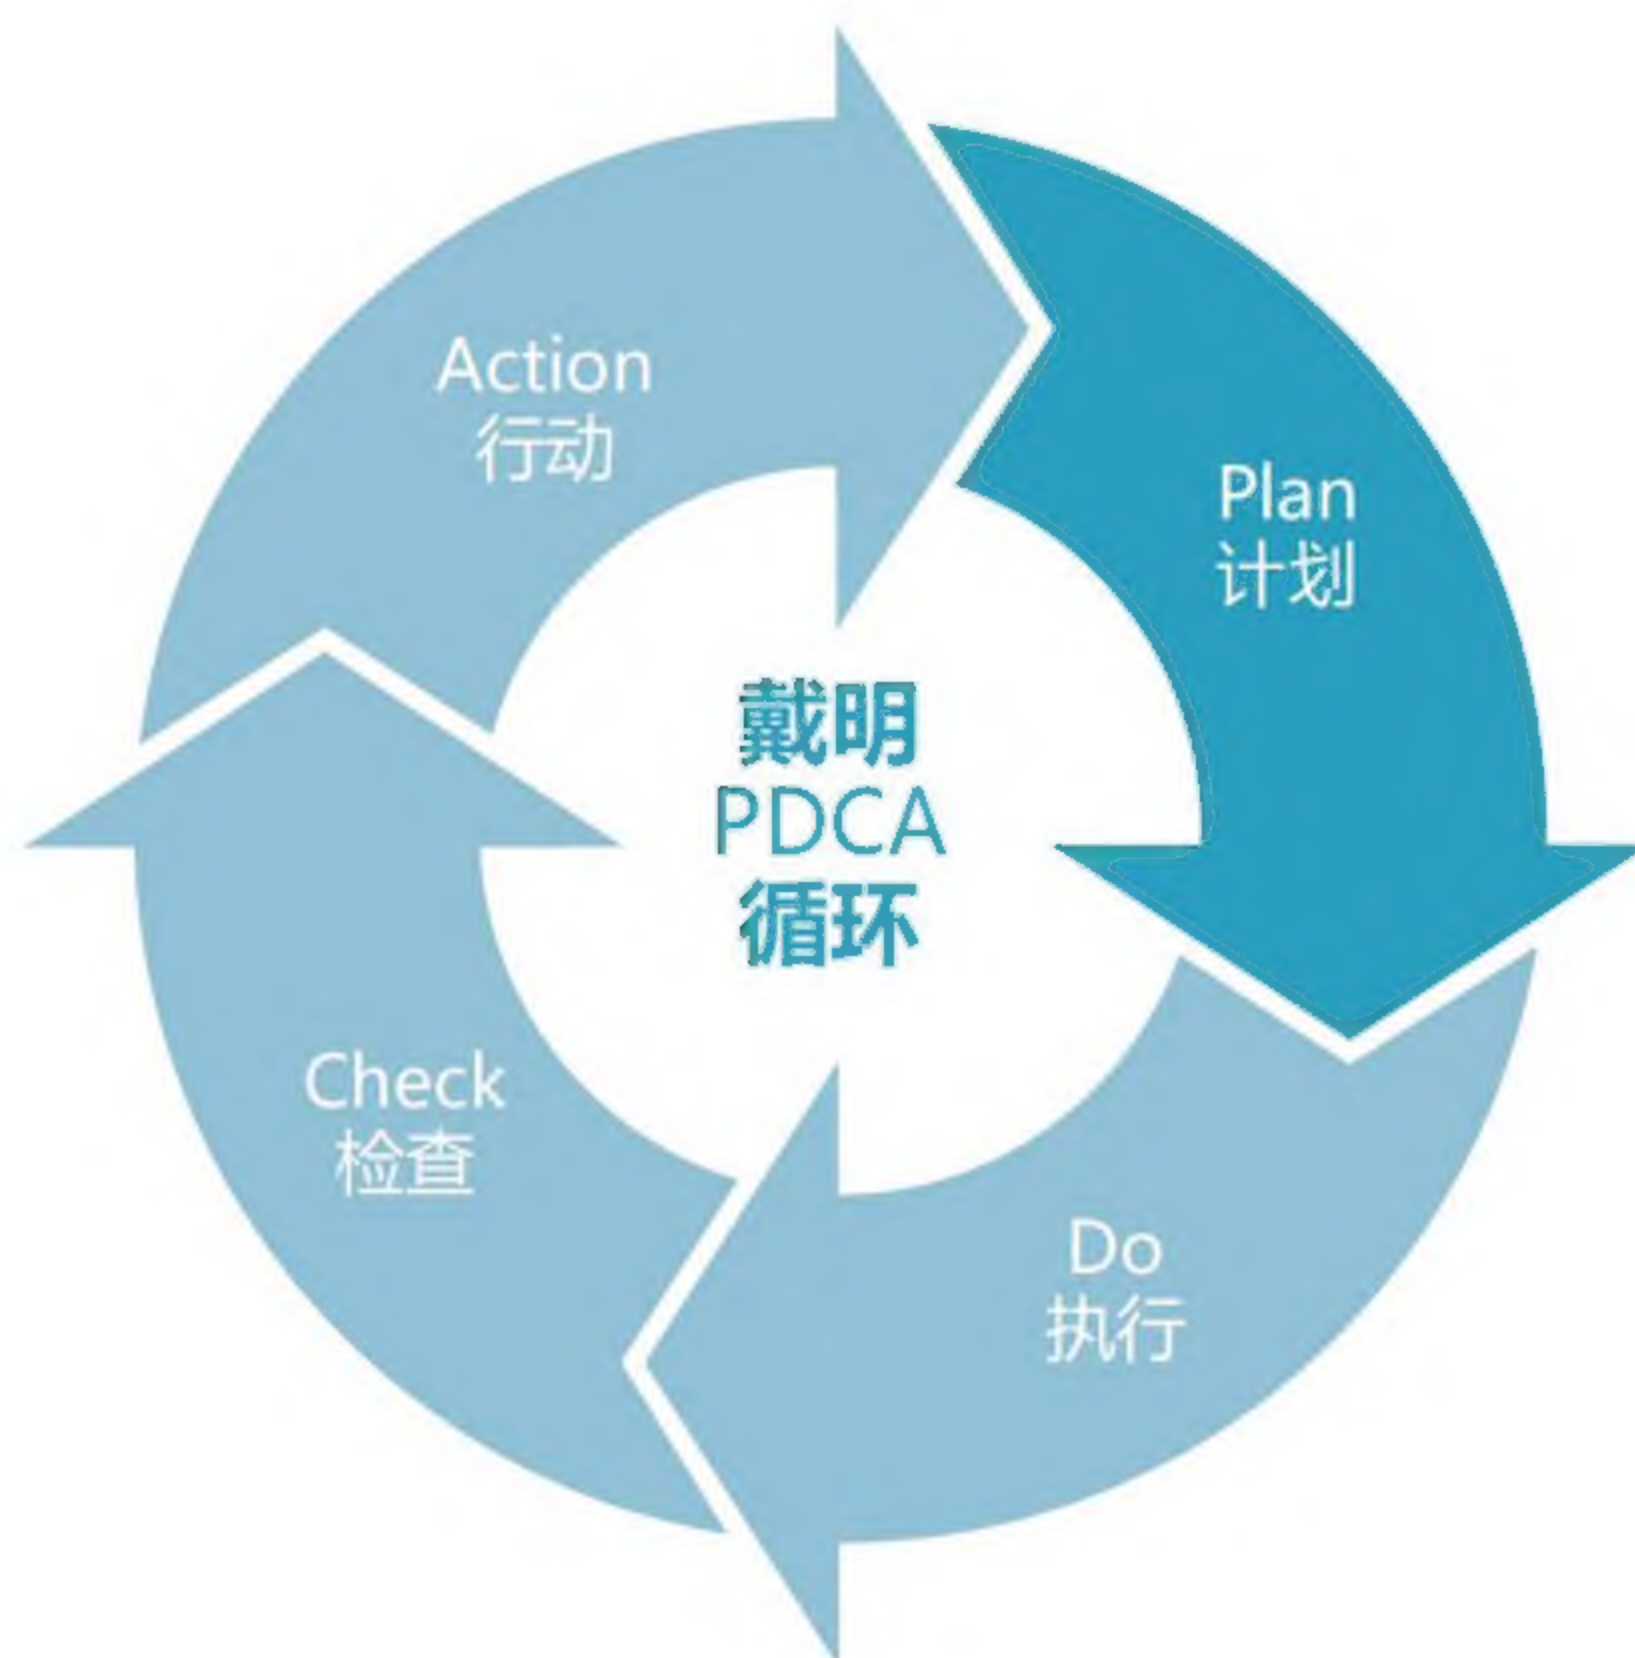 Action
行动
Plan
计划
戴明
PDCA
循环
Check
检查
Do
执行